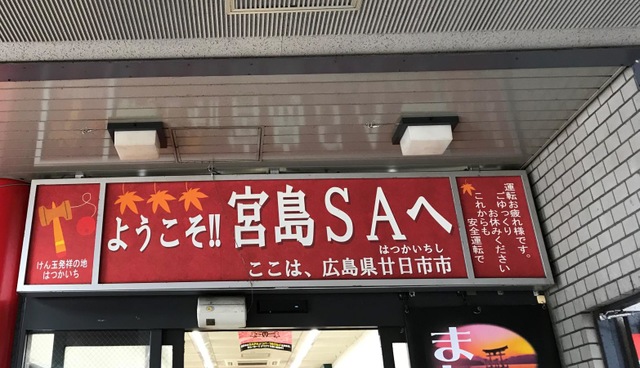 ようこそ!!宮島SAへ
はつかいちし
ここは、広島県廿日市市
けん玉発祥の地
はつかいち
運転お疲れ様です。
ごゆっくり
お休みください
これからも
安全運転で
ま